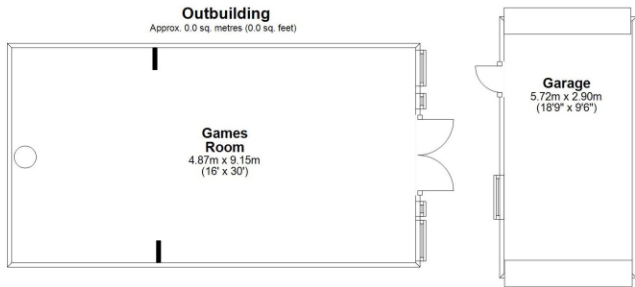 Outbuilding
Approx. 0.0 sq. metres (0.0 sq. feet)
Games
Room
4.87m x 9.15m
(16' x 30')
Garage
5.72m x 2.90m
(18'9" x 9'6")